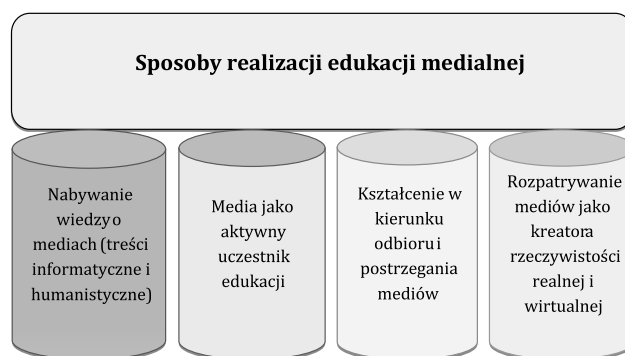 Sposoby realizacji edukacji medialnej
Nabywanie
wiedzy o
mediach (treści
informatyczne i
humanistyczne)
Media jako
aktywny
uczestnik
edukacji
Kształcenie w
kierunku
odbioru i
postrzegania
mediów
Rozpatrywanie
mediów jako
kreatora
rzeczywistości
realnej i
wirtualnej